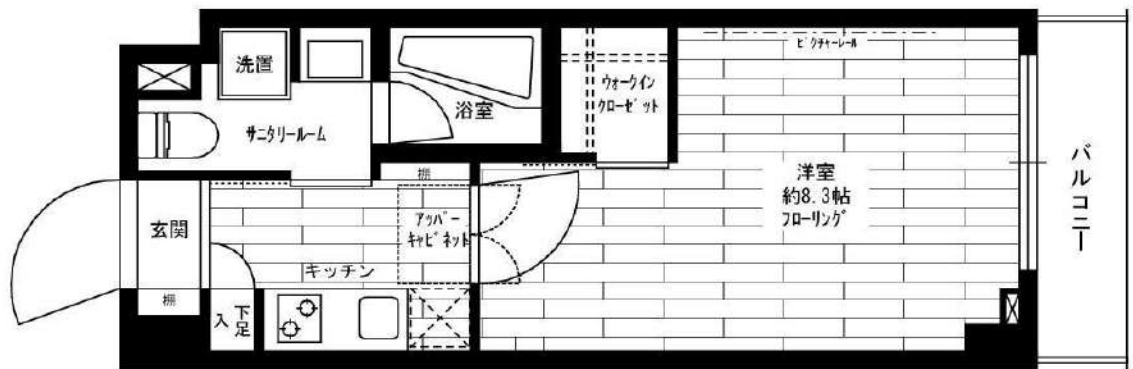 洗置
サニタリールーム
浴室
ウォークイン
クローゼット
ピクチャーレール
洋室
約8.3帖
フローリング
バルコニー
玄関
棚
棚
アッパー
キャビネット
キッチン
下足
入